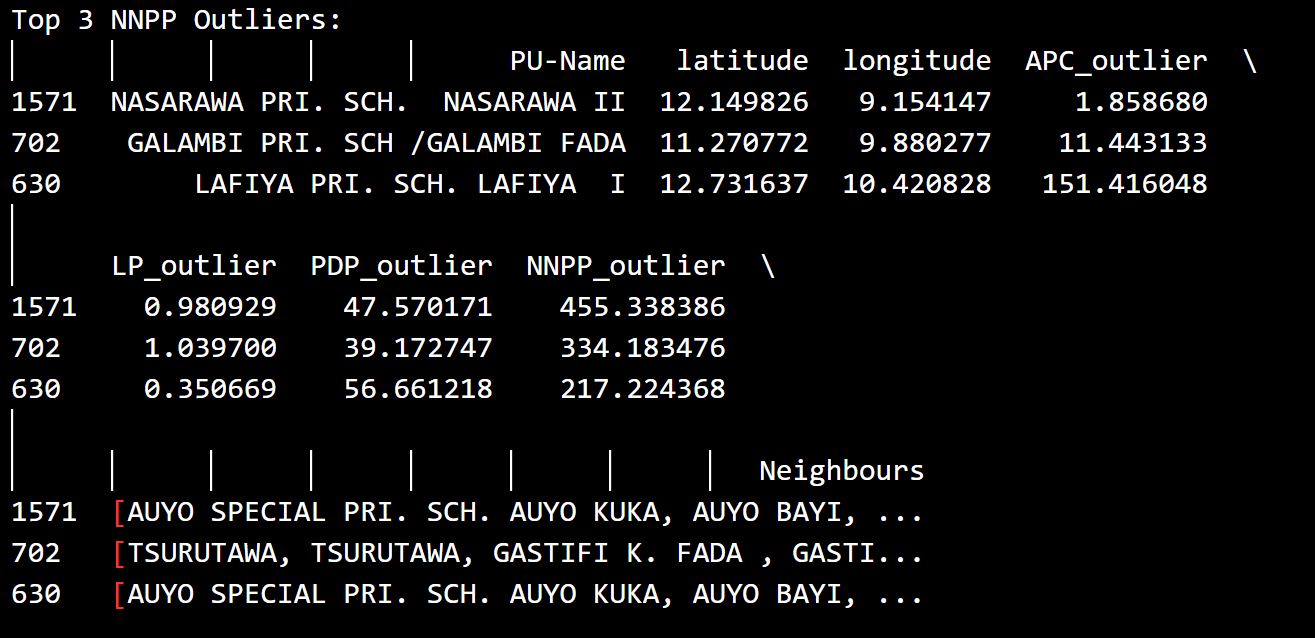 Top 3 NNPP Outliers:
PU-Name latitude longitude APC_outlier \
1571 NASARAWA PRI. SCH. NASARAWA II 12.149826 9.154147 1.858680
702 GALAMBI PRI. SCH /GALAMBI FADA 11.270772 9.880277 11.443133
630 LAFIYA PRI. SCH. LAFIYA I 12.731637 10.420828 151.416048
LP_outlier PDP_outlier NNPP_outlier \
1571 0.980929 47.570171 455.338386
702 1.039700 39.172747 334.183476
630 0.350669 56.661218 217.224368
Neighbours
1571 [AUYO SPECIAL PRI. SCH. AUYO KUKA, AUYO BAYI, ...
702 [TSURUTAWA, TSURUTAWA, GASTIFI K. FADA , GASTI...
630 [AUYO SPECIAL PRI. SCH. AUYO KUKA, AUYO BAYI, ...